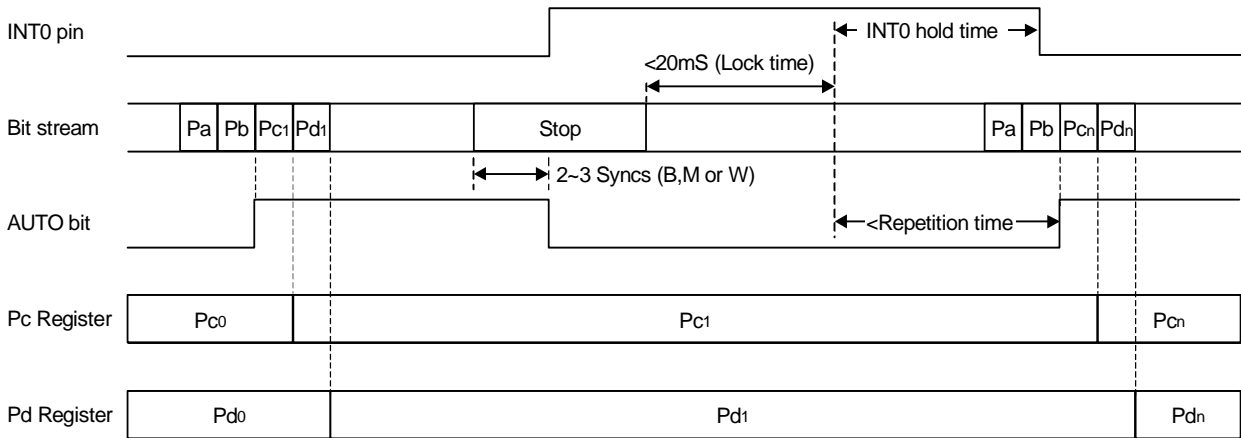 INT0 pin
INT0 hold time
<20mS (Lock time)
Bit stream
Pa Pb Pc1 Pd1 Stop Pa Pb Pcn Pdn
2~3 Syncs (B,M or W)
AUTO bit
<Repetition time
Pc Register
Pc0 Pc1 Pcn
Pd Register
Pd0 Pd1 Pdn